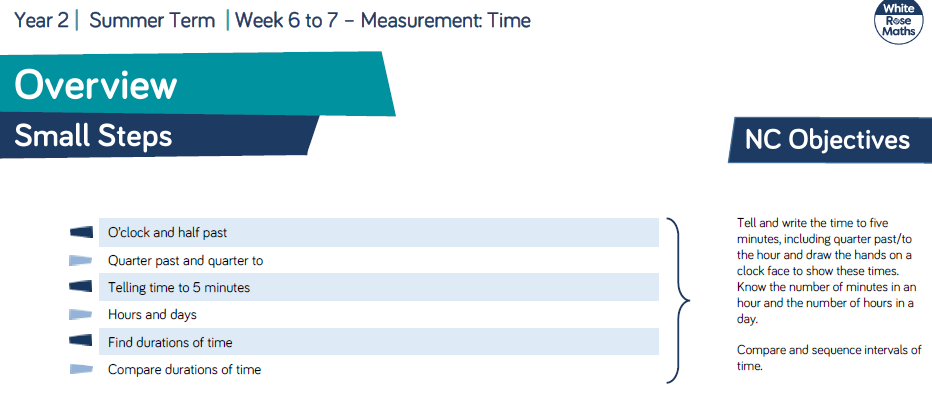 Year 2 | Summer Term | Week 6 to 7 – Measurement: Time
White
Rose
Maths
Overview
Small Steps
NC Objectives
O'clock and half past
Quarter past and quarter to
Telling time to 5 minutes
Hours and days
Find durations of time
Compare durations of time
Tell and write the time to five
minutes, including quarter past/to
the hour and draw the hands on a
clock face to show these times.
Know the number of minutes in an
hour and the number of hours in a
day.
Compare and sequence intervals of
time.